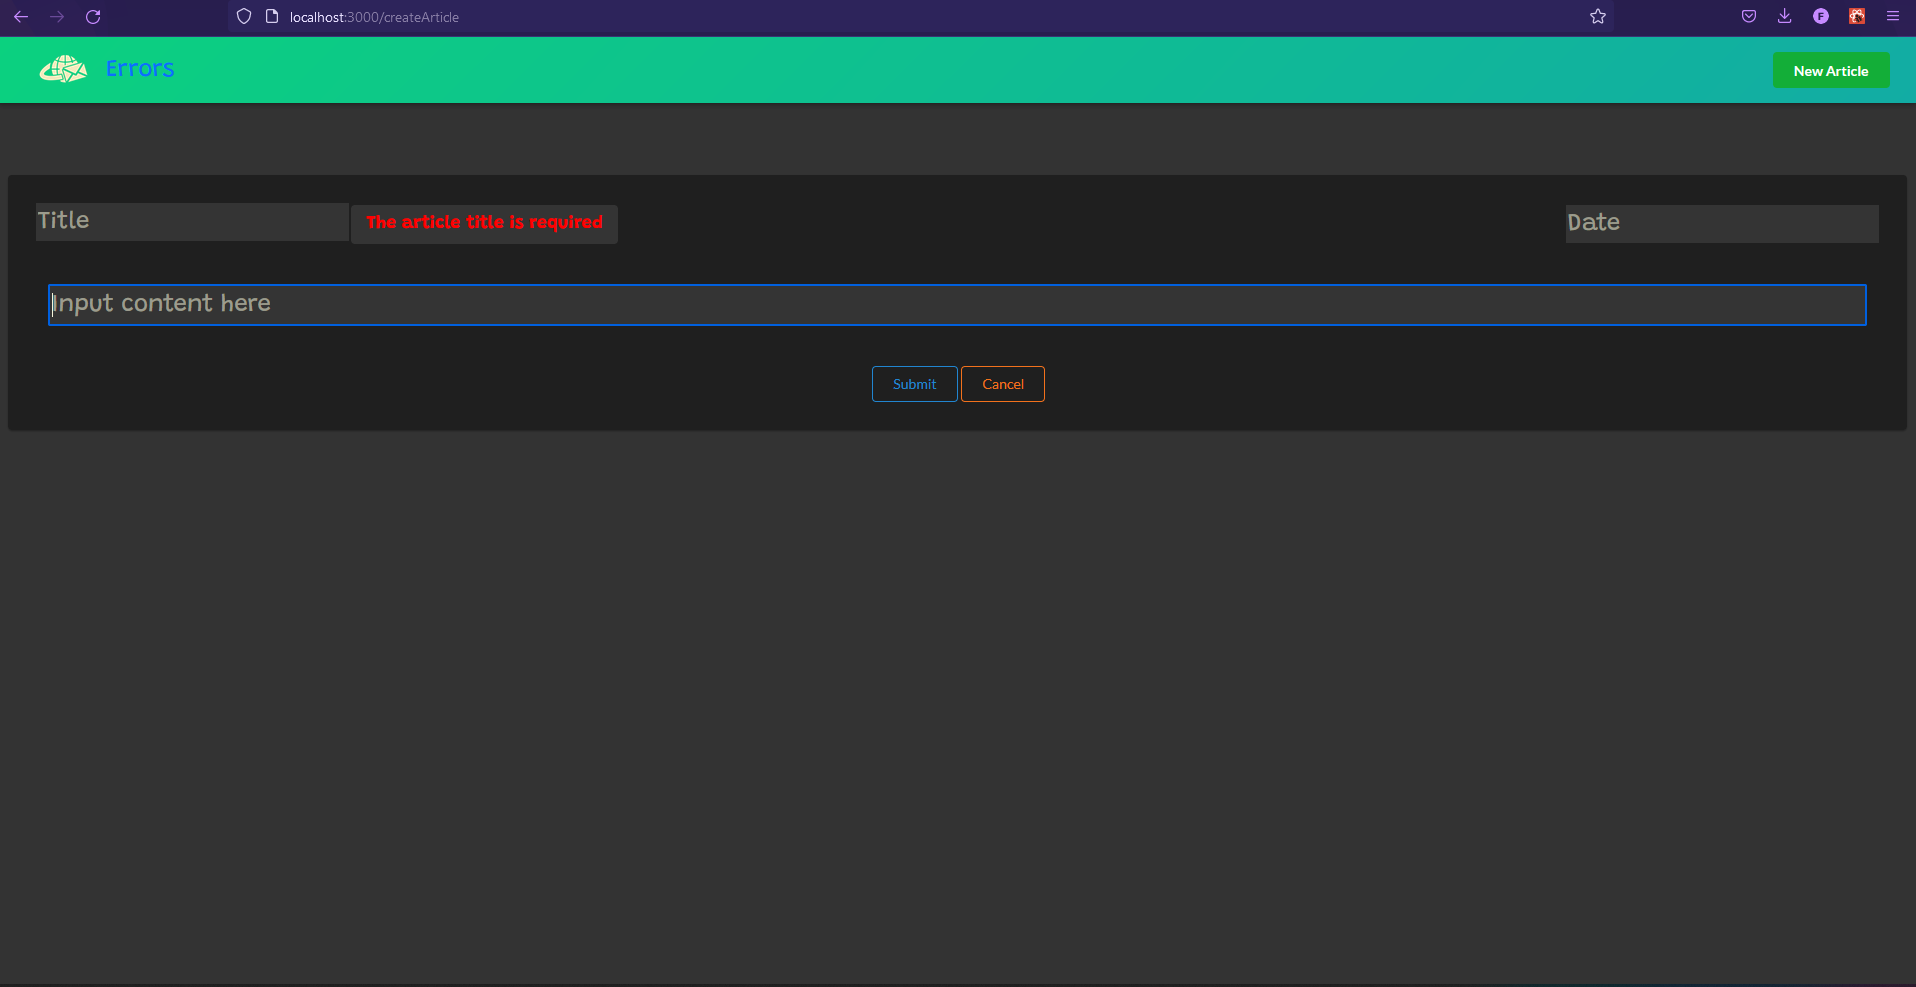 localhost:3000/createArticle
F
Errors
New Article
Title
The article title is required
Date
Input content here
Submit
Cancel